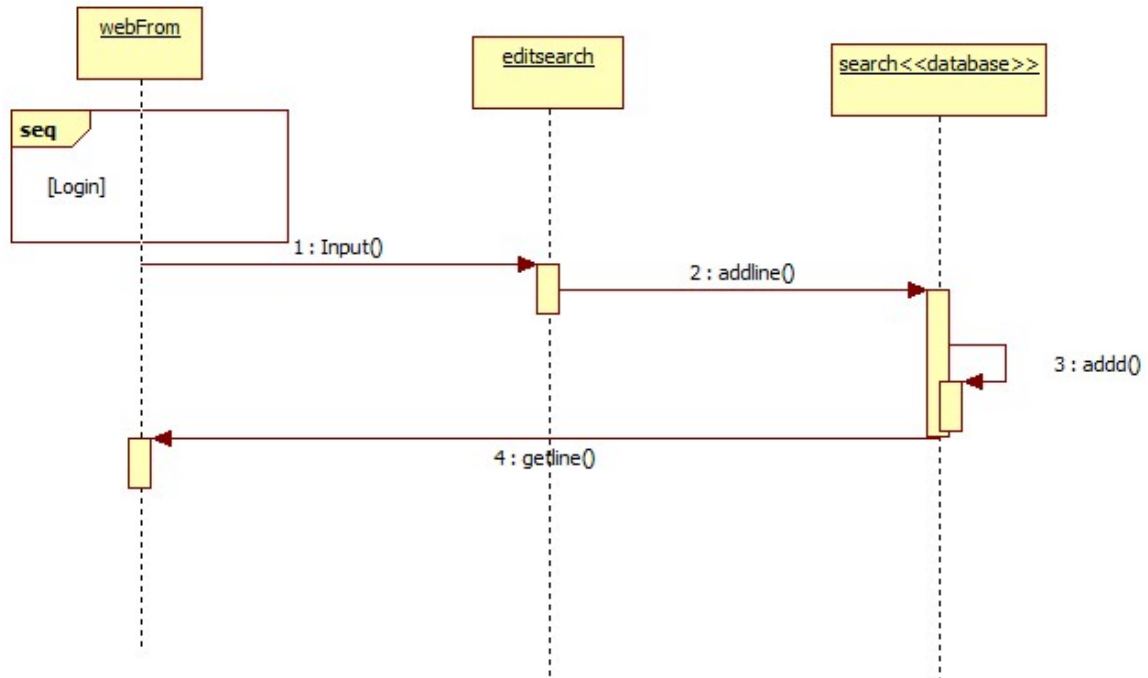 webFrom
editsearch
search<<database>>
seq
[Login]
1 : Input()
2 : addline()
3 : addd()
4 : getline()